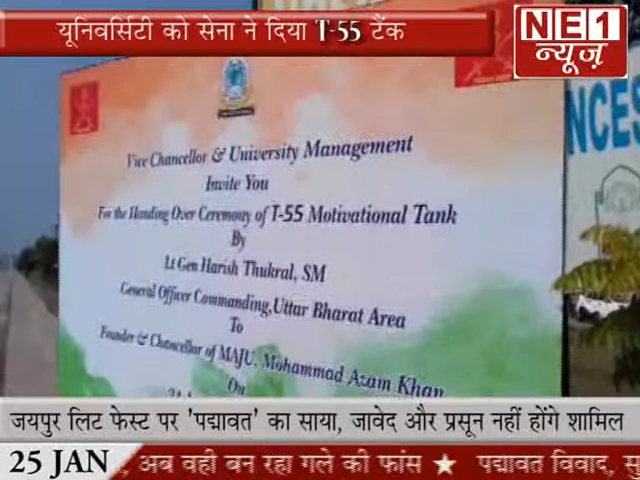 यूनिवर्सिटी को सेना ने दिया T-55 टैंक
NE1
न्यूज़
NCES
Vice Chancellor & University Management
Invite You
For the Handing Over Ceremony of T-55 Motivational Tank
By
Lt Gen Harish Thukral, SM
General Officer Commanding, Uttar Bharat Area
To
Founder & Chancellor of MAJU. Mohammad Azam Khan
On
जयपुर लिट फेस्ट पर 'पद्मावत' का साया, जावेद और प्रसून नहीं होंगे शामिल
25 JAN , अब वही बन रहा गले की फांस ★ पद्मावत विवाद, सु